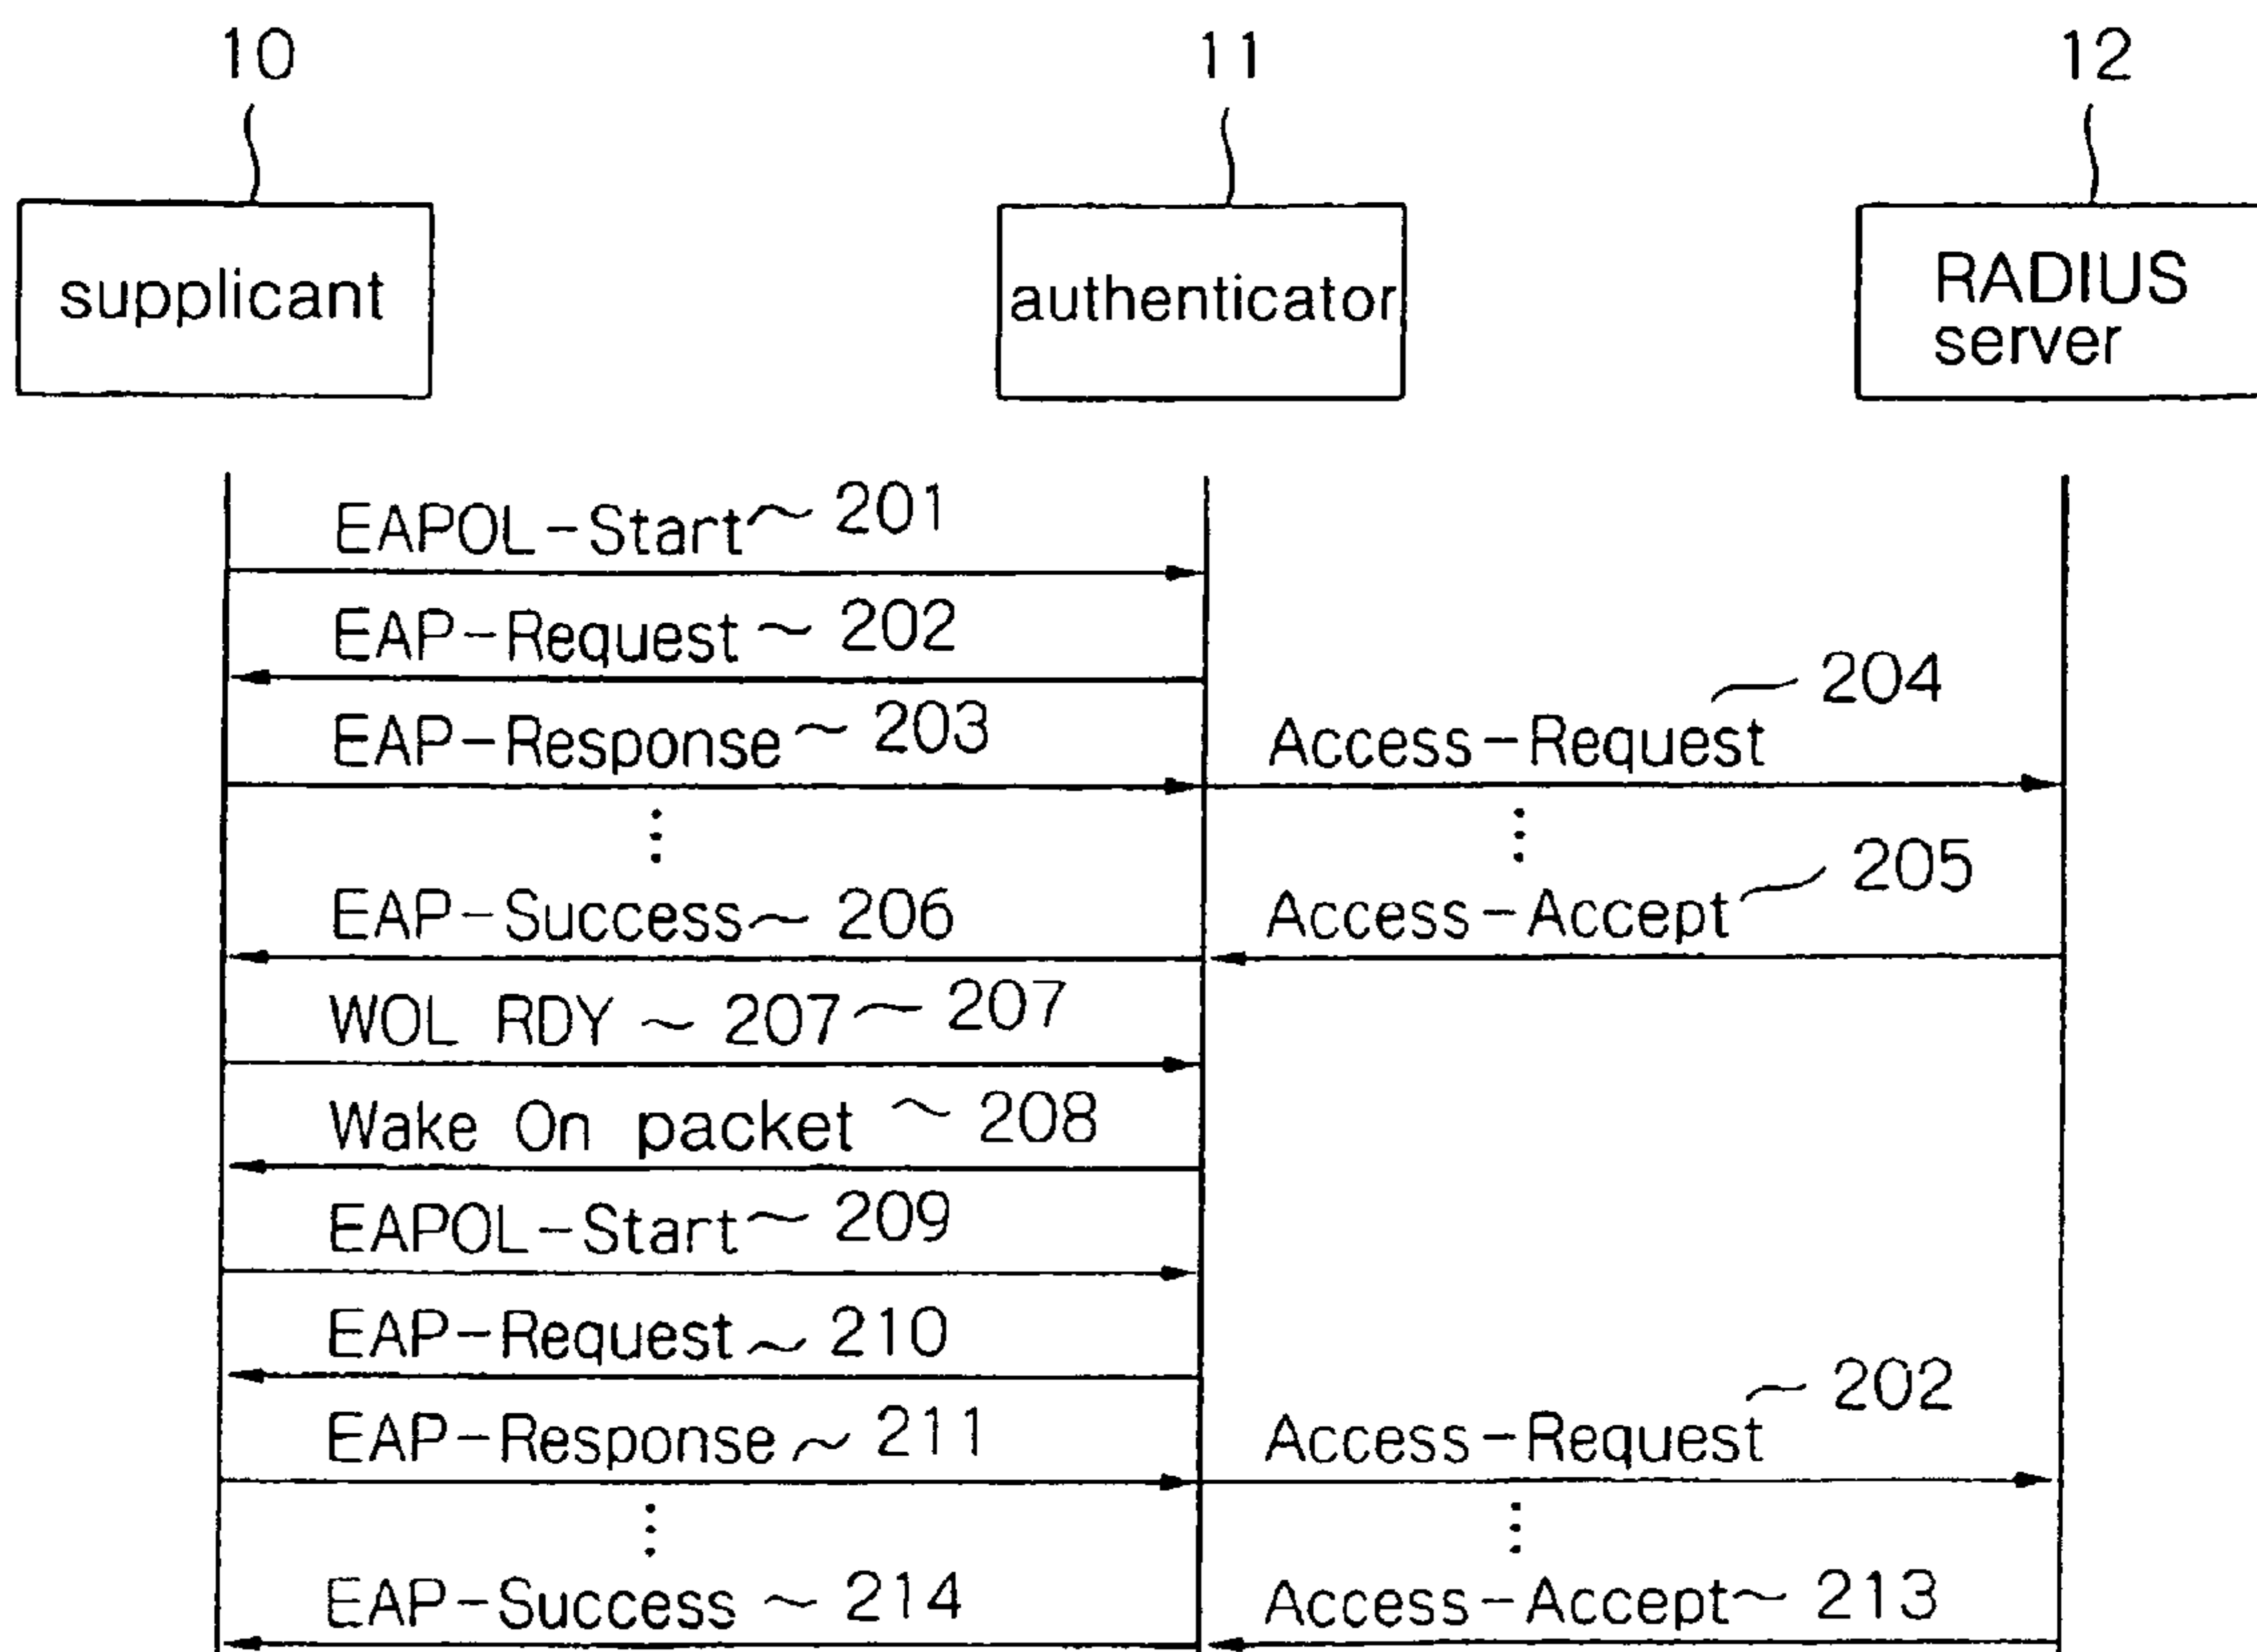 10
11
12
supplicant
authenticator
RADIUS
server
EAPOL-Start 201
EAP-Request 202
204
EAP-Response 203
Access-Request
205
EAP-Success 206
Access-Accept
WOL RDY 207 207
Wake On packet 208
EAPOL-Start 209
EAP-Request 210
202
EAP-Response 211
Access-Request
EAP-Success 214
Access-Accept 213